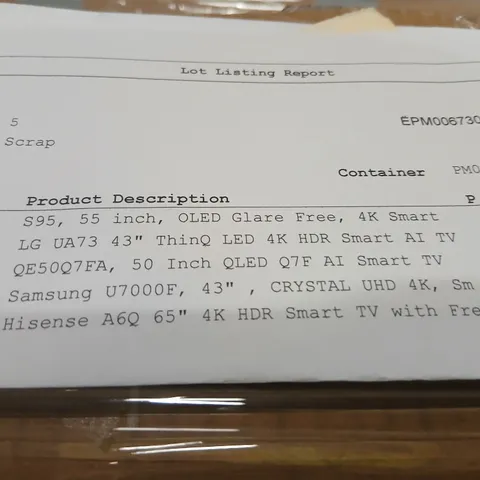 Lot Listing Report
5 EPM006730
Scrap
Container PM0
Product Description P
S95, 55 inch, OLED Glare Free, 4K Smart
LG UA73 43" ThinQ LED 4K HDR Smart AI TV
QE50Q7FA, 50 Inch QLED Q7F AI Smart TV
Samsung U7000F, 43" , CRYSTAL UHD 4K, Sm
Hisense A6Q 65" 4K HDR Smart TV with Fre